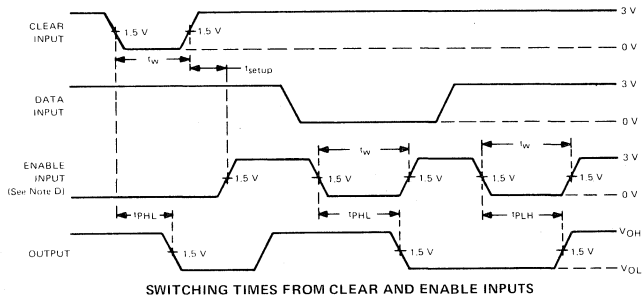 CLEAR INPUT
1.5 V
1.5 V
3 V
0 V
tw
tsetup
DATA INPUT
3 V
0 V
ENABLE INPUT (See Note D)
1.5 V
tw
1.5 V
1.5 V
tw
1.5 V
1.5 V
3 V
0 V
tPHL
tPHL
tPLH
OUTPUT
1.5 V
1.5 V
1.5 V
VOH
VOL
SWITCHING TIMES FROM CLEAR AND ENABLE INPUTS